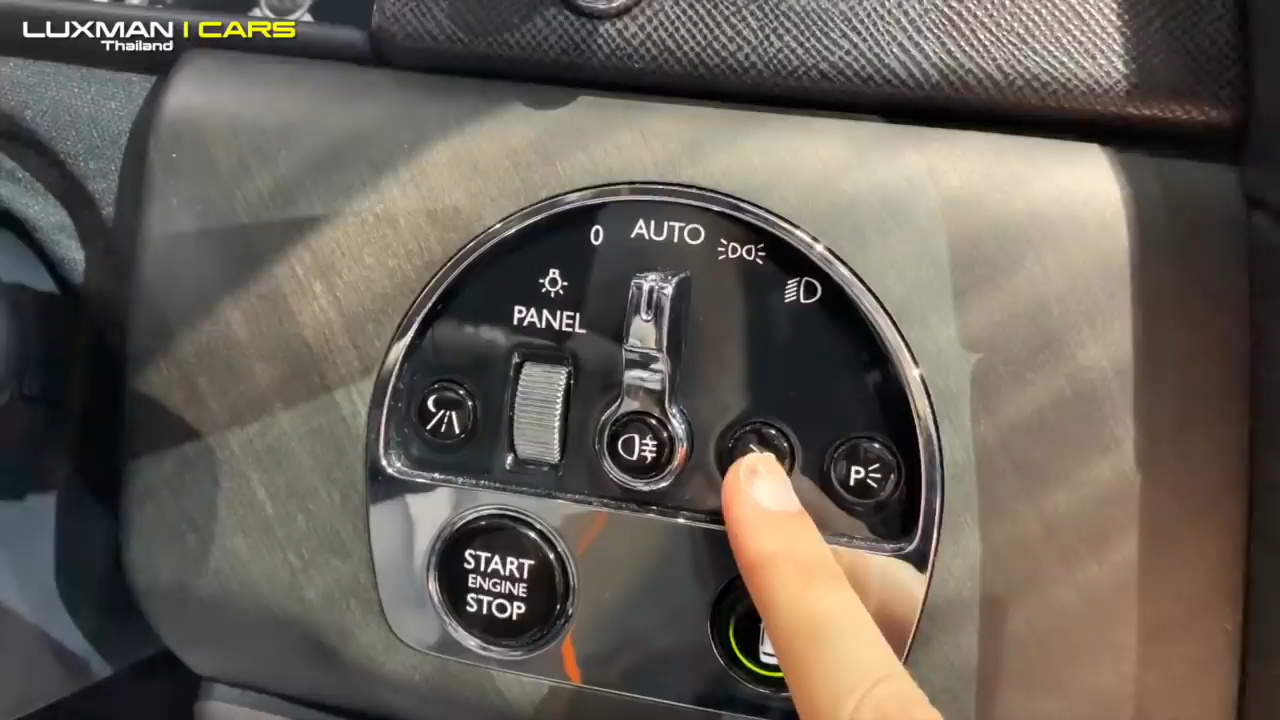 LUXMAN | CARS
Thailand
0
AUTO
PANEL
P
START
ENGINE
STOP